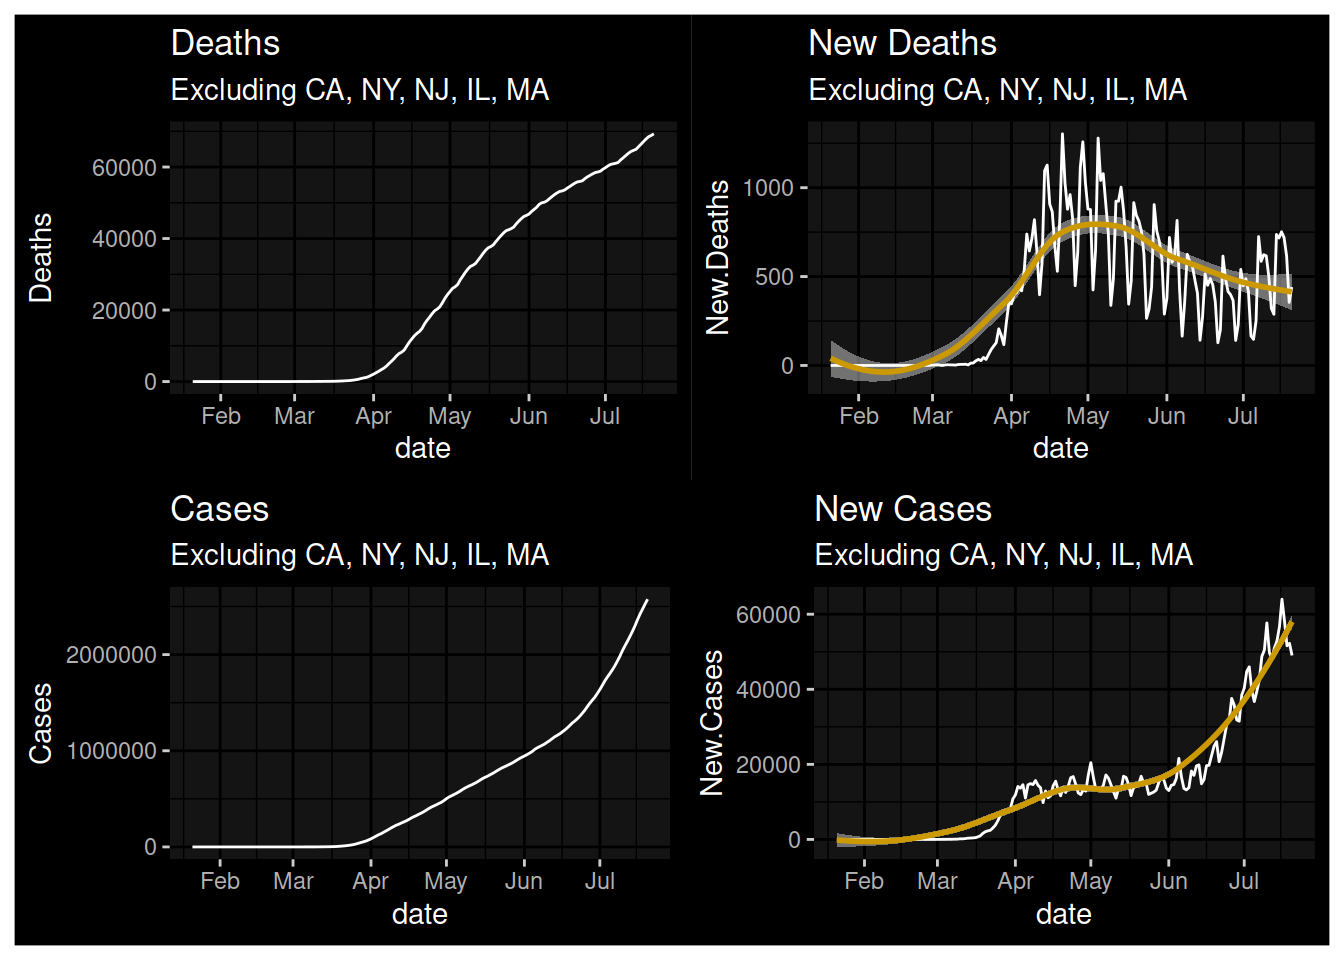 Deaths
Excluding CA, NY, NJ, IL, MA
Deaths
60000
40000
20000
0
Feb Mar Apr May Jun Jul
date
New Deaths
Excluding CA, NY, NJ, IL, MA
New.Deaths
1000
500
0
Feb Mar Apr May Jun Jul
date
Cases
Excluding CA, NY, NJ, IL, MA
Cases
2000000
1000000
0
Feb Mar Apr May Jun Jul
date
New Cases
Excluding CA, NY, NJ, IL, MA
New.Cases
60000
40000
20000
0
Feb Mar Apr May Jun Jul
date